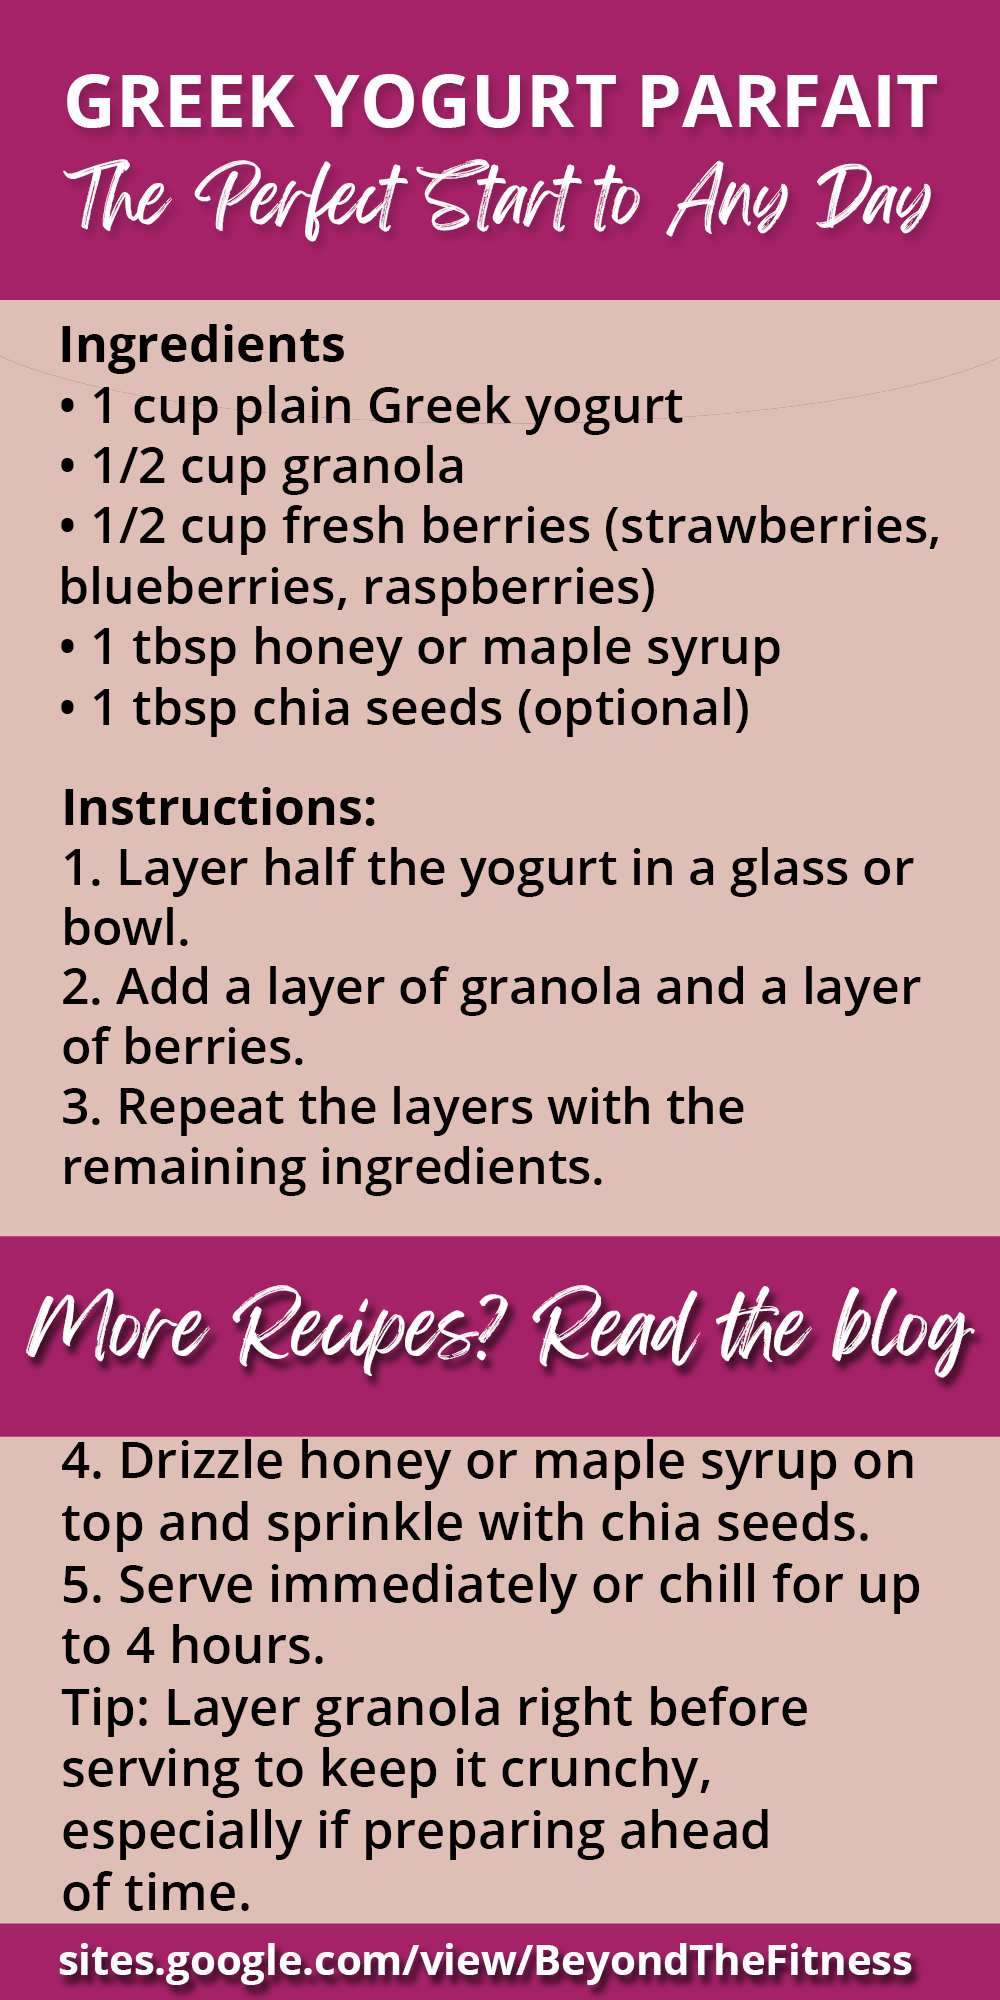 GREEK YOGURT PARFAIT
The Perfect Start to Any Day
Ingredients
• 1 cup plain Greek yogurt
• 1/2 cup granola
• 1/2 cup fresh berries (strawberries,
blueberries, raspberries)
• 1 tbsp honey or maple syrup
• 1 tbsp chia seeds (optional)
Instructions:
1. Layer half the yogurt in a glass or
bowl.
2. Add a layer of granola and a layer
of berries.
3. Repeat the layers with the
remaining ingredients.
More Recipes? Read the blog
4. Drizzle honey or maple syrup on
top and sprinkle with chia seeds.
5. Serve immediately or chill for up
to 4 hours.
Tip: Layer granola right before
serving to keep it crunchy,
especially if preparing ahead
of time.
sites.google.com/view/BeyondTheFitness